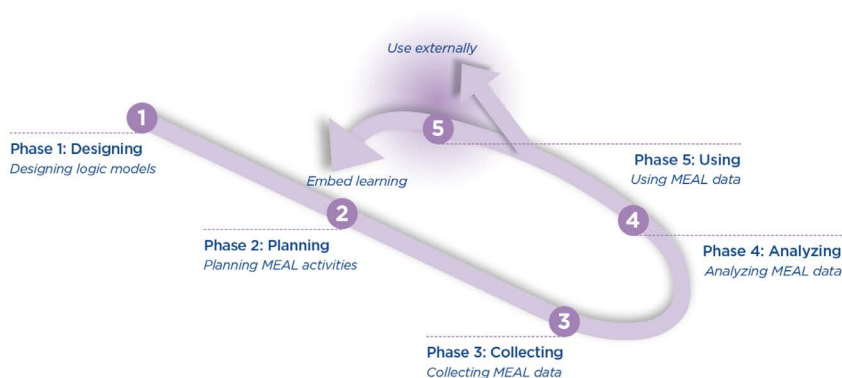 Use externally
1
5
Phase 1: Designing
Designing logic models
Phase 5: Using
Using MEAL data
Embed learning
2
4
Phase 2: Planning
Planning MEAL activities
Phase 4: Analyzing
Analyzing MEAL data
3
Phase 3: Collecting
Collecting MEAL data